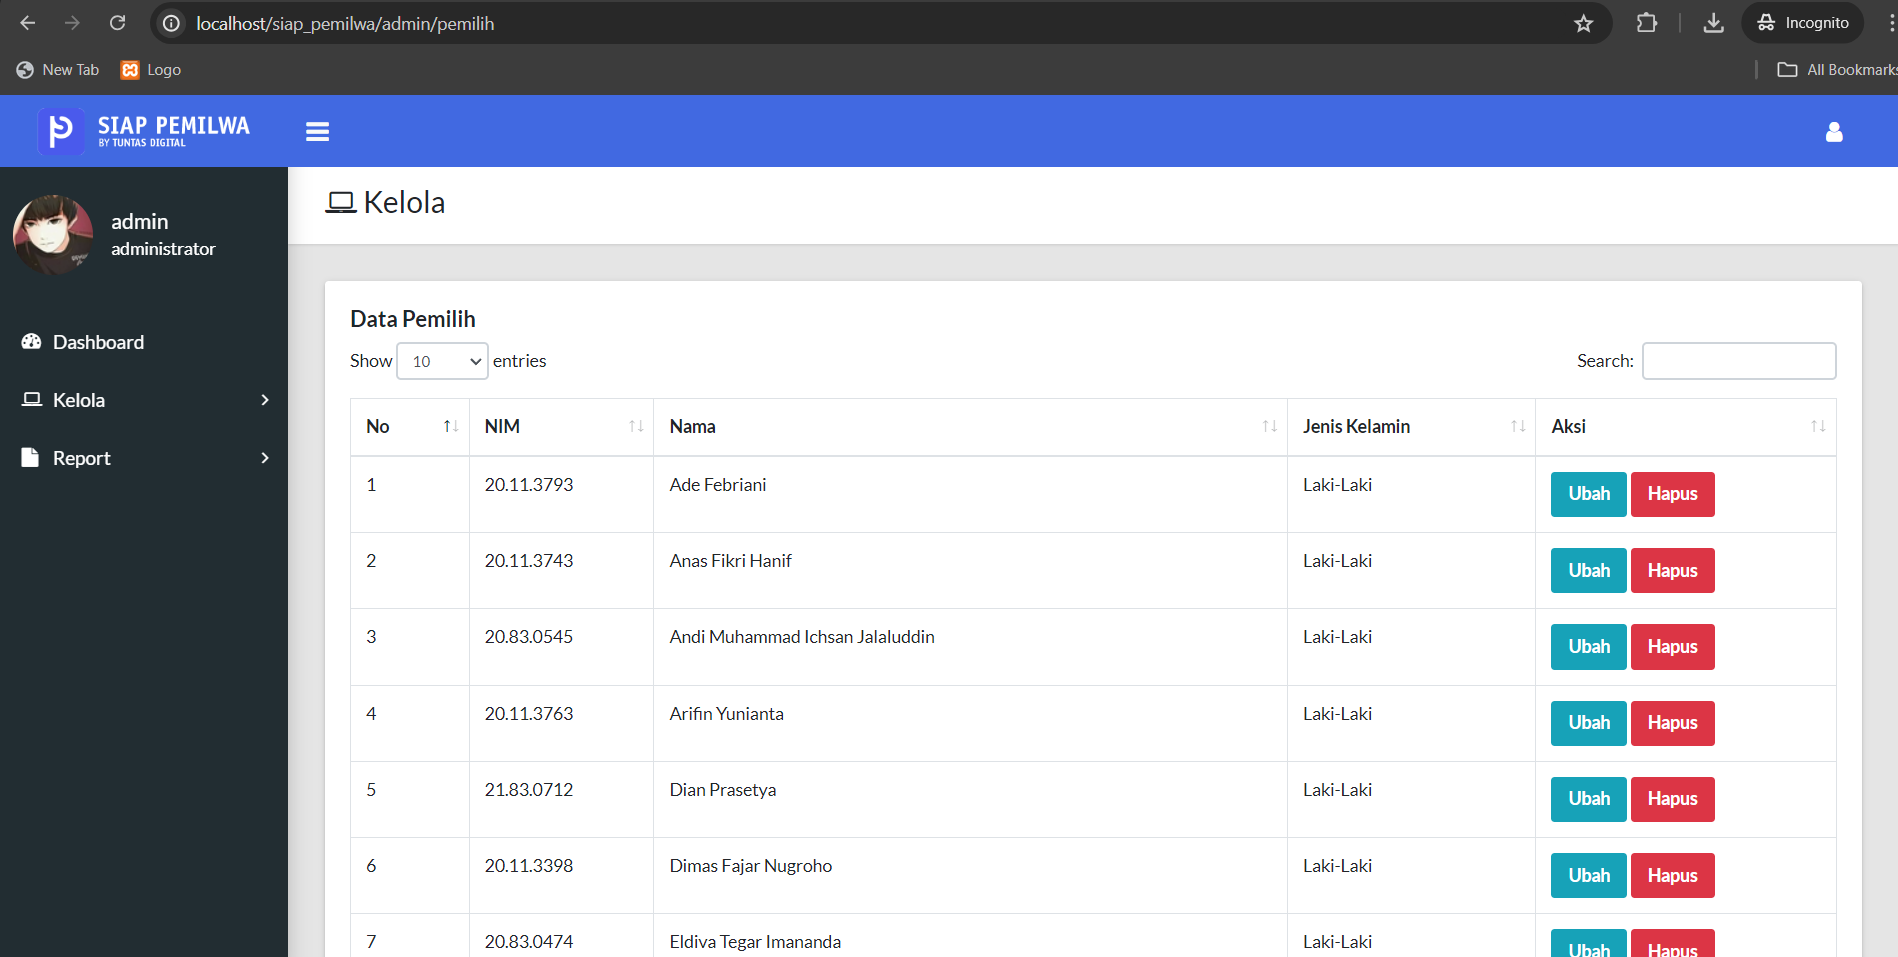 localhost/siap_pemilwa/admin/pemilih
Incognito
New Tab
Logo
All Bookmarks
SIAP PEMILWA
BY TUNTAS DIGITAL
admin
administrator
Dashboard
Kelola
Report
Kelola
Data Pemilih
Show 10 entries
Search:
No NIM Nama Jenis Kelamin Aksi
1 20.11.3793 Ade Febriani Laki-Laki Ubah Hapus
2 20.11.3743 Anas Fikri Hanif Laki-Laki Ubah Hapus
3 20.83.0545 Andi Muhammad Ichsan Jalaluddin Laki-Laki Ubah Hapus
4 20.11.3763 Arifin Yunianta Laki-Laki Ubah Hapus
5 21.83.0712 Dian Prasetya Laki-Laki Ubah Hapus
6 20.11.3398 Dimas Fajar Nugroho Laki-Laki Ubah Hapus
7 20.83.0474 Eldiva Tegar Imananda Laki-Laki Ubah Hapus